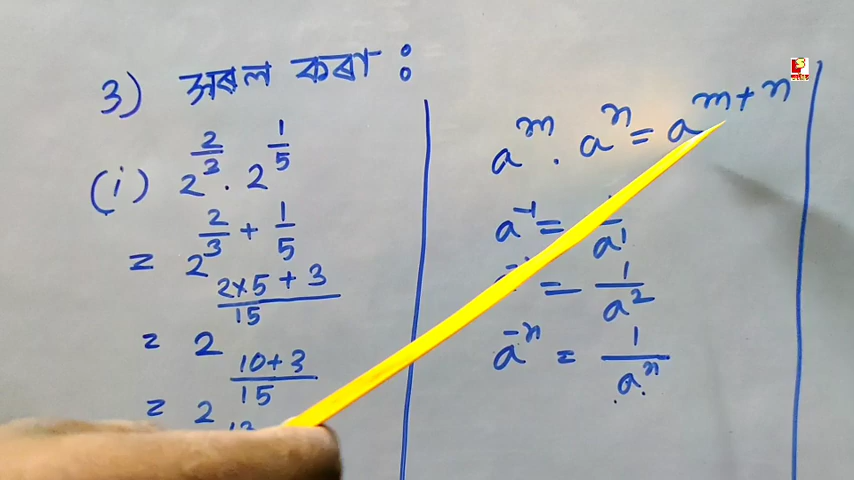 3) সৰল কৰা :
(i) 2^(2/3) . 2^(1/5)
= 2^(2/3 + 1/5)
= 2^((2×5 + 3)/15)
= 2^((10+3)/15)
a^m . a^n = a^(m+n)
a^-1 = 1/a^1
= 1/a^2
a^-n = 1/a^n